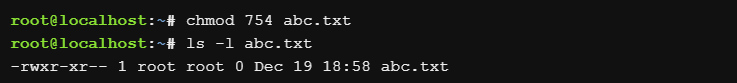 root@localhost:~# chmod 754 abc.txt
root@localhost:~# ls -l abc.txt
-rwxr-xr-- 1 root root 0 Dec 19 18:58 abc.txt